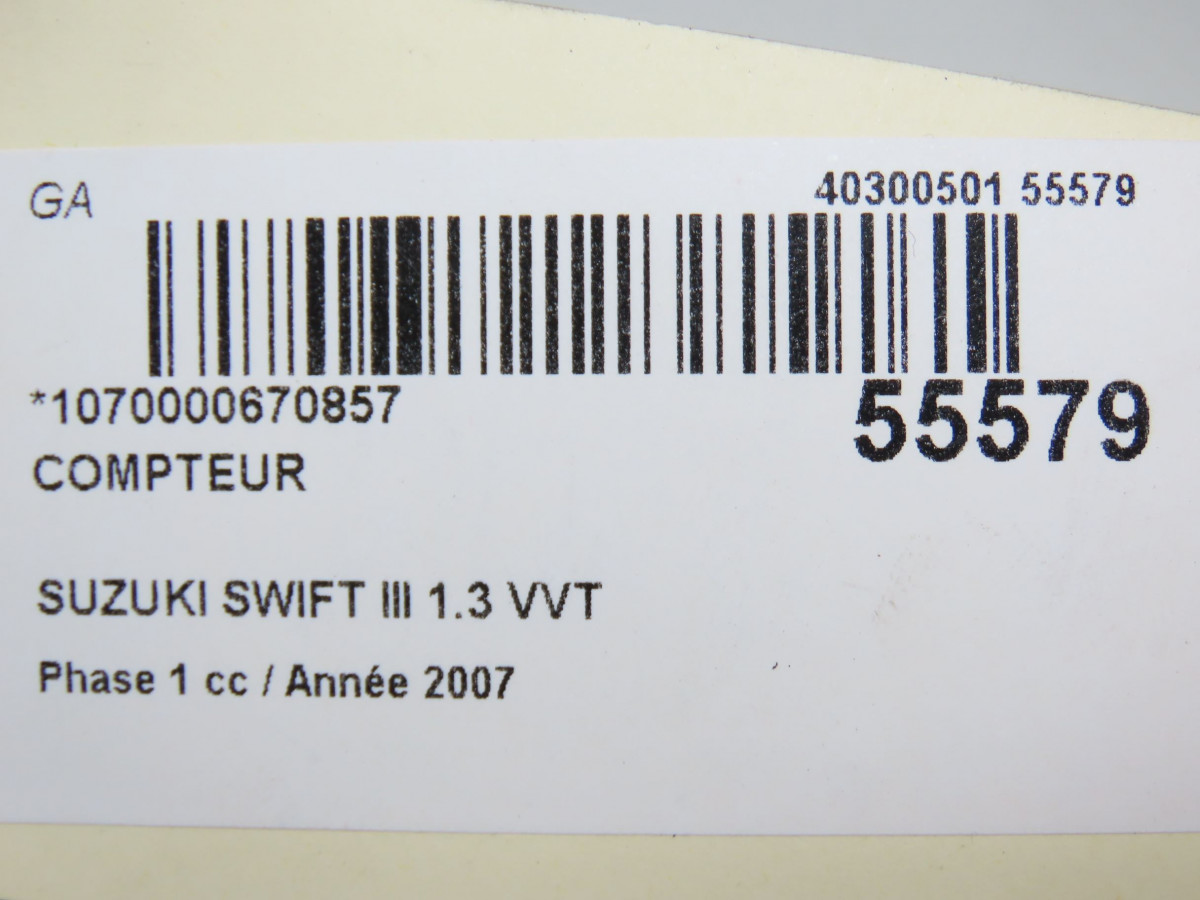 GA
40300501 55579
*1070000670857
55579
COMPTEUR
SUZUKI SWIFT III 1.3 VVT
Phase 1 cc / Année 2007